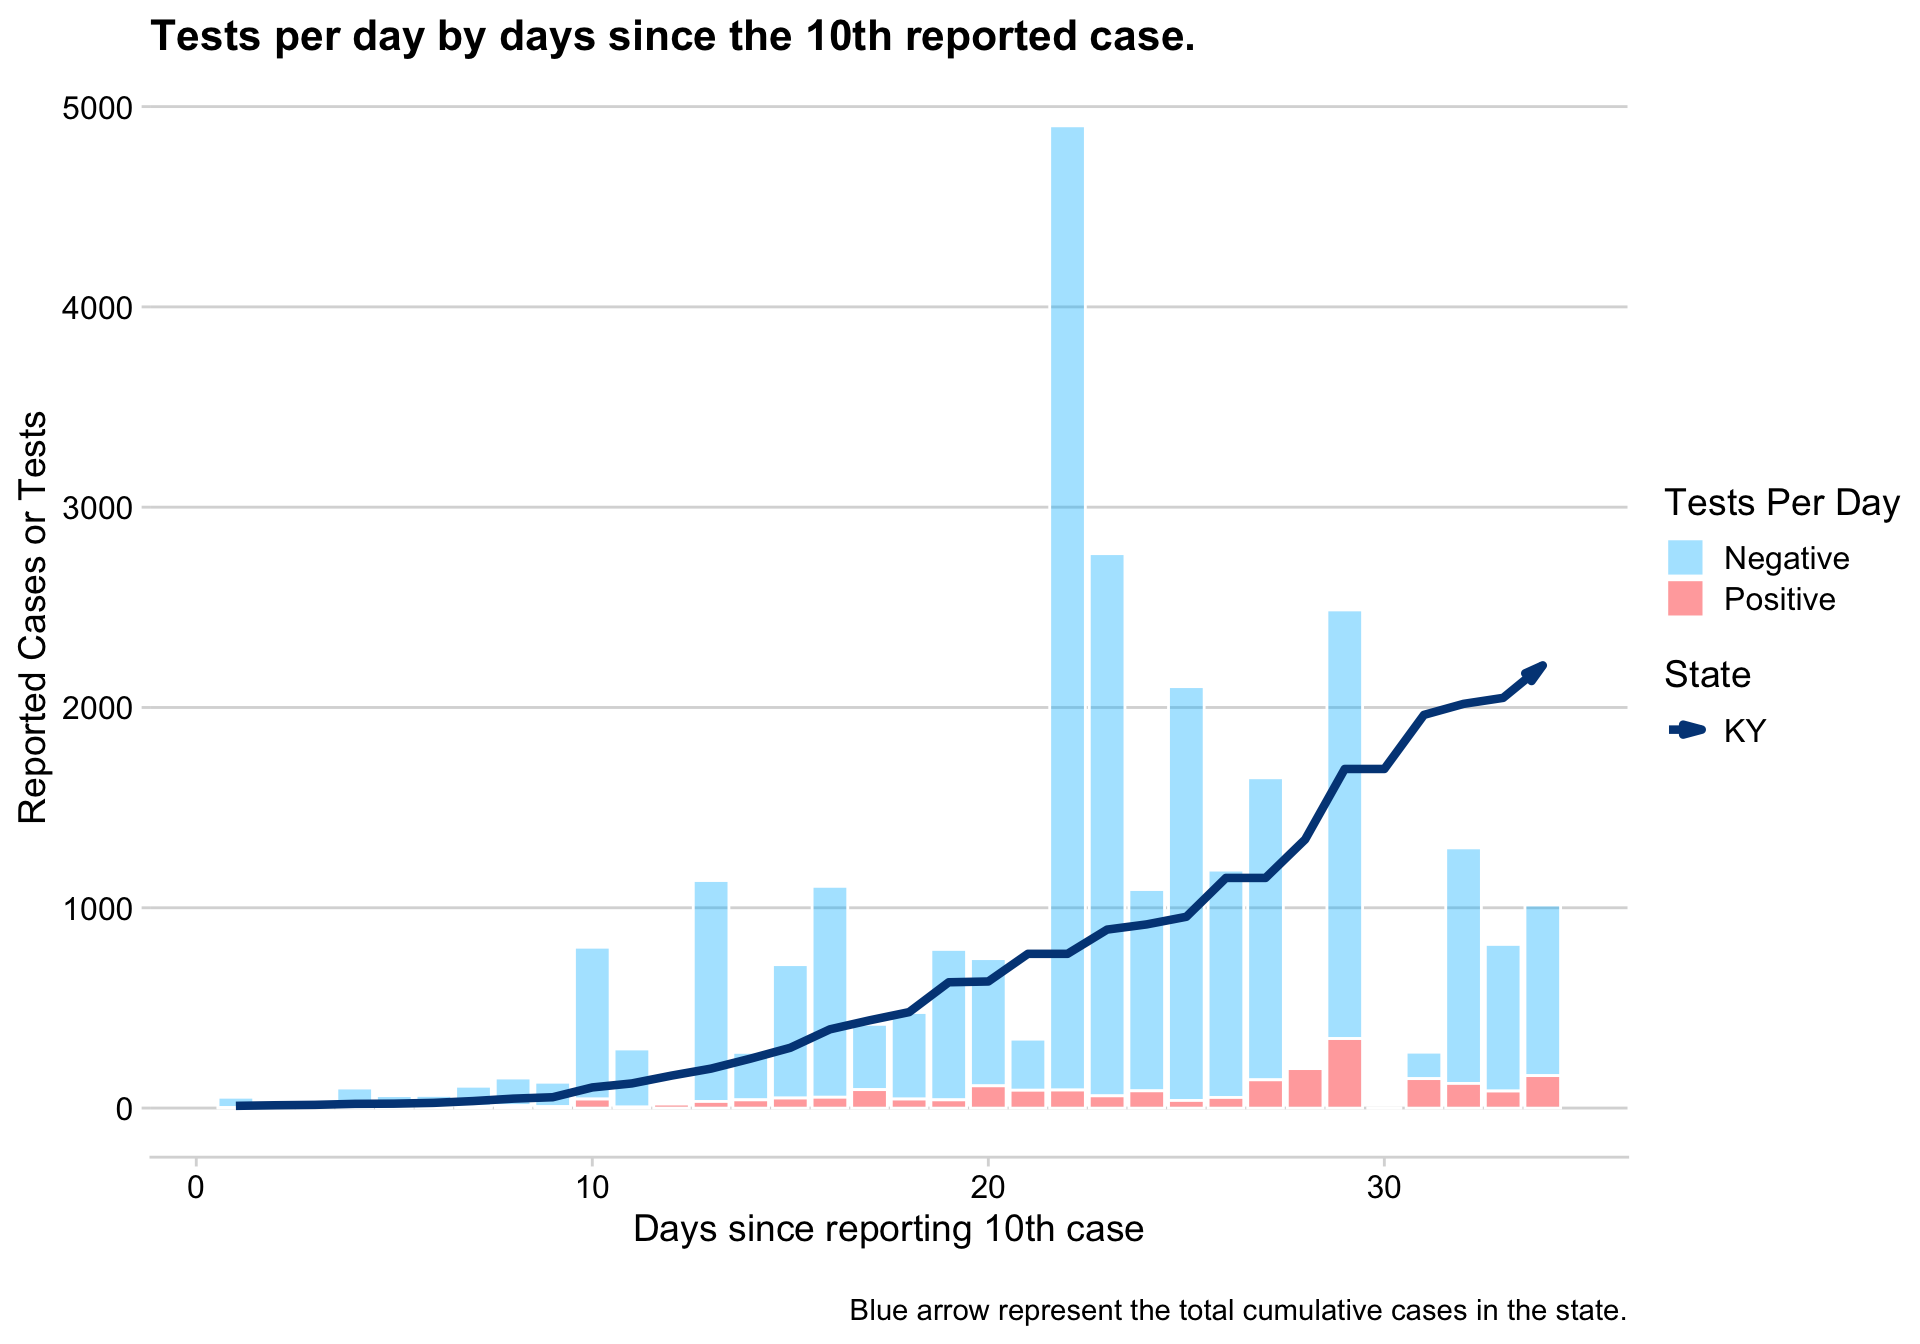 Tests per day by days since the 10th reported case.
5000
4000
3000
2000
1000
0
Reported Cases or Tests
0 10 20 30
Days since reporting 10th case
Tests Per Day
Negative
Positive
State
KY
Blue arrow represent the total cumulative cases in the state.